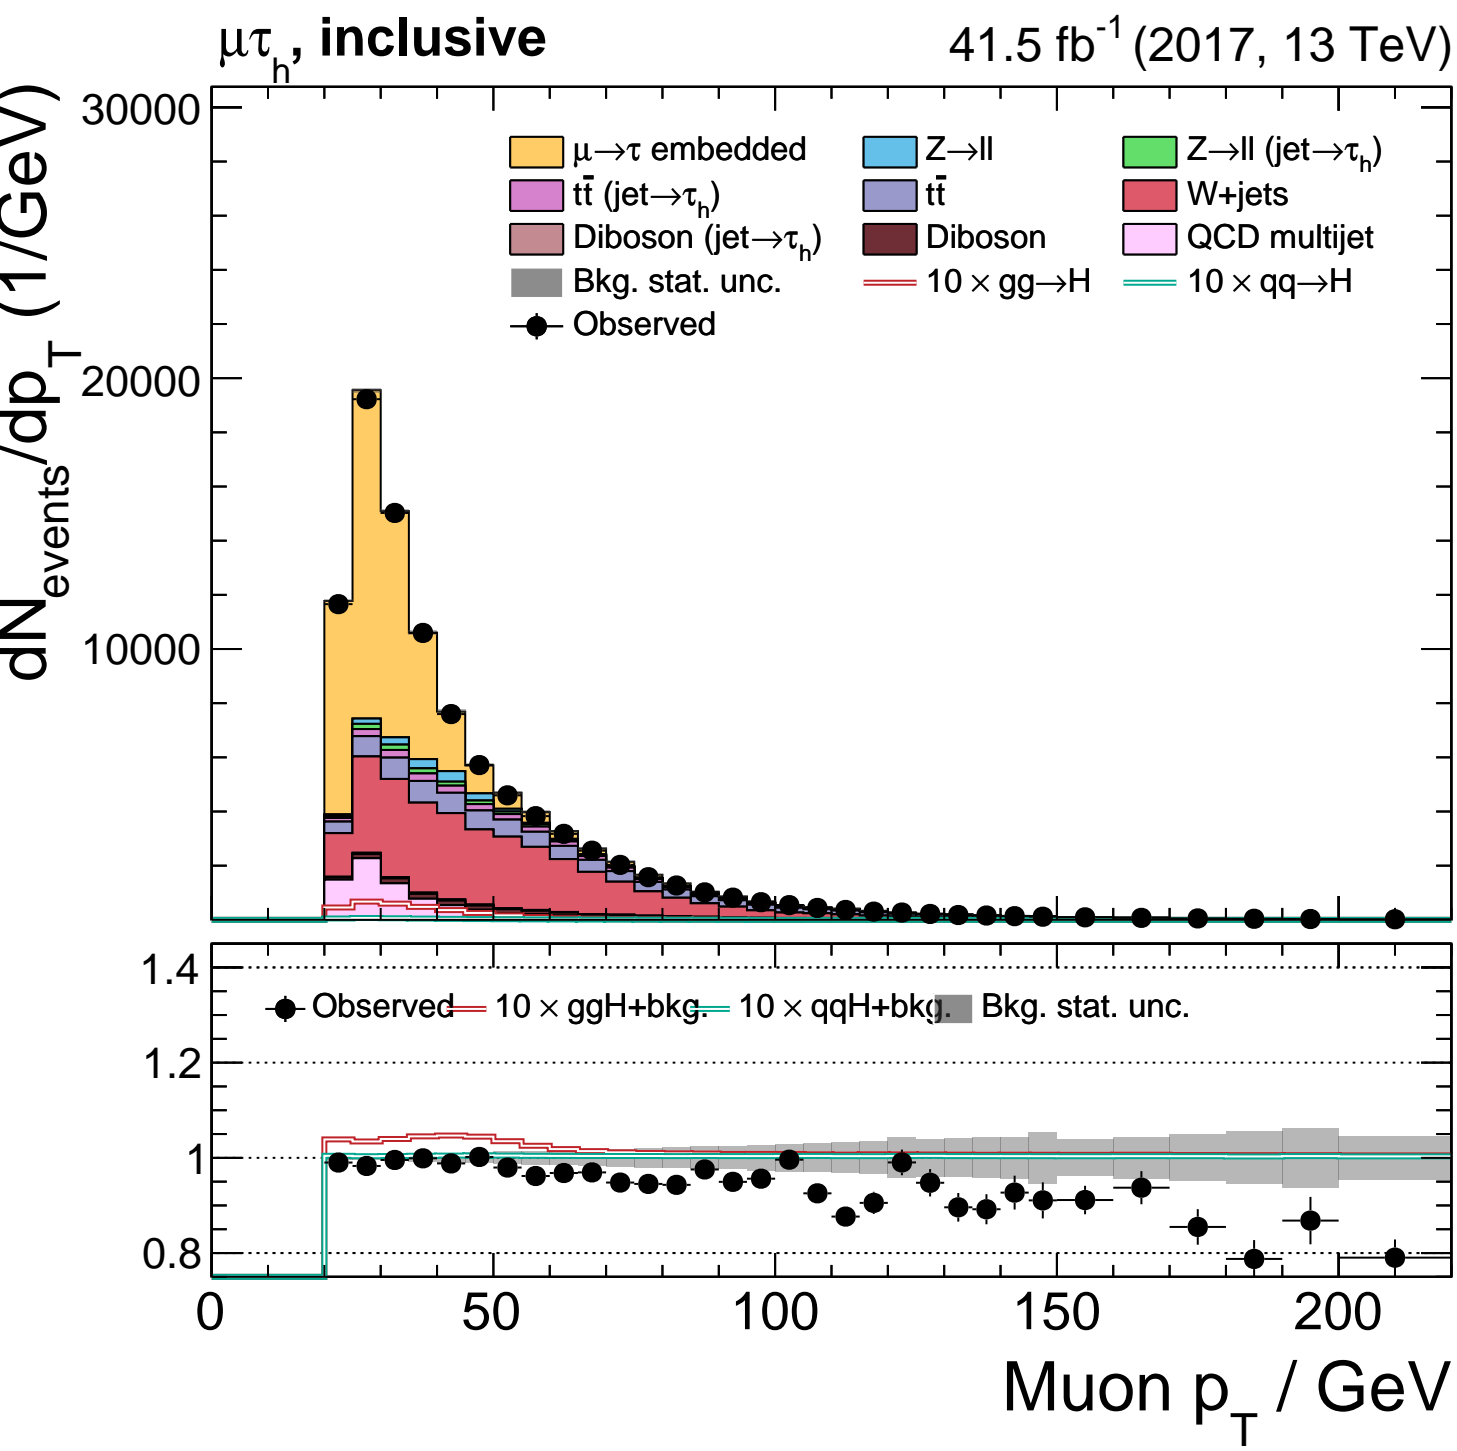 μτh, inclusive 41.5 fb-1 (2017, 13 TeV)
dNevents/dpT (1/GeV)
30000
μ→τ embedded Z→ll Z→ll (jet→τh)
tt̄ (jet→τh) tt̄ W+jets
Diboson (jet→τh) Diboson QCD multijet
Bkg. stat. unc. 10 × gg→H 10 × qq→H
Observed
20000
10000
1.4
Observed 10 × ggH+bkg. 10 × qqH+bkg. Bkg. stat. unc.
1.2
1
0.8
0 50 100 150 200
Muon pT / GeV